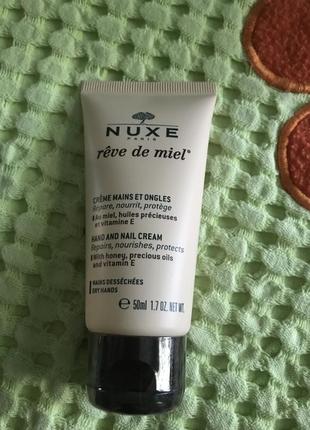 NUXE
PARIS
rêve de miel®
CRÈME MAINS ET ONGLES
Répare, nourrit, protège
Au miel, huiles précieuses
et vitamine E
HAND AND NAIL CREAM
Repairs, nourishes, protects
With honey, precious oils
and vitamin E
MAINS DESSÉCHÉES
DRY HANDS
℮ 50ml 1.7 OZ. NET WT.